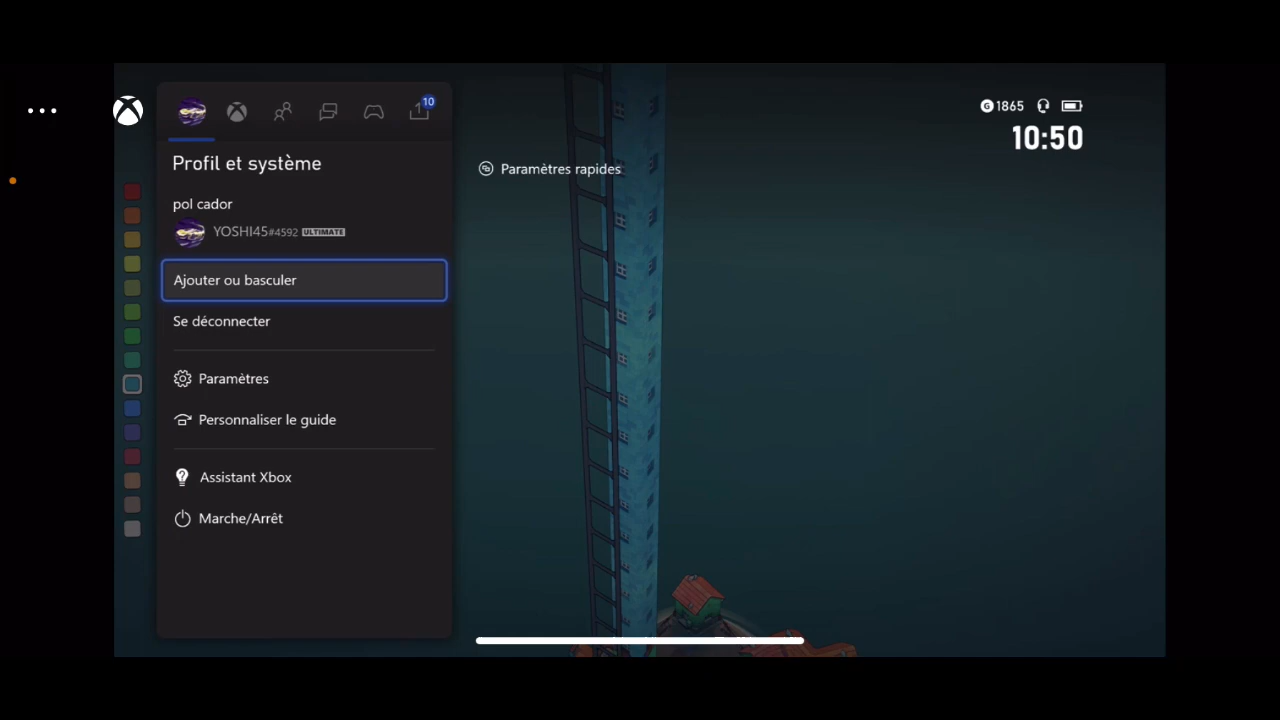 10
1865
10:50
Profil et système
Paramètres rapides
pol cador
YOSHI45#4592 ULTIMATE
Ajouter ou basculer
Se déconnecter
Paramètres
Personnaliser le guide
Assistant Xbox
Marche/Arrêt